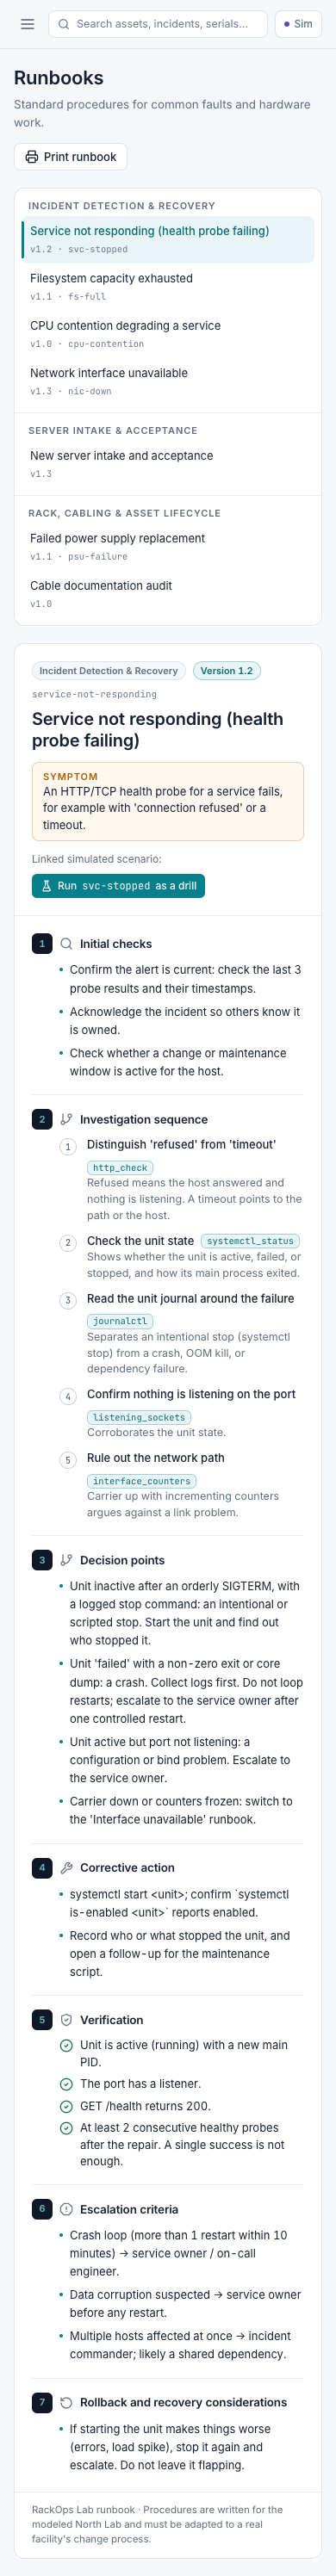 Search assets, incidents, serials...
Sim
Runbooks
Standard procedures for common faults and hardware
work.
Print runbook
INCIDENT DETECTION & RECOVERY
Service not responding (health probe failing)
v1.2 · svc-stopped
Filesystem capacity exhausted
v1.1 · fs-full
CPU contention degrading a service
v1.0 · cpu-contention
Network interface unavailable
v1.3 · nic-down
SERVER INTAKE & ACCEPTANCE
New server intake and acceptance
v1.3
RACK, CABLING & ASSET LIFECYCLE
Failed power supply replacement
v1.1 · psu-failure
Cable documentation audit
v1.0
Incident Detection & Recovery
Version 1.2
service-not-responding
Service not responding (health
probe failing)
SYMPTOM
An HTTP/TCP health probe for a service fails,
for example with 'connection refused' or a
timeout.
Linked simulated scenario:
Run svc-stopped as a drill
1 Initial checks
• Confirm the alert is current: check the last 3
probe results and their timestamps.
• Acknowledge the incident so others know it
is owned.
• Check whether a change or maintenance
window is active for the host.
2 Investigation sequence
1 Distinguish 'refused' from 'timeout'
http_check
Refused means the host answered and
nothing is listening. A timeout points to the
path or the host.
2 Check the unit state systemctl_status
Shows whether the unit is active, failed, or
stopped, and how its main process exited.
3 Read the unit journal around the failure
journalctl
Separates an intentional stop (systemctl
stop) from a crash, OOM kill, or
dependency failure.
4 Confirm nothing is listening on the port
listening_sockets
Corroborates the unit state.
5 Rule out the network path
interface_counters
Carrier up with incrementing counters
argues against a link problem.
3 Decision points
• Unit inactive after an orderly SIGTERM, with
a logged stop command: an intentional or
scripted stop. Start the unit and find out
who stopped it.
• Unit 'failed' with a non-zero exit or core
dump: a crash. Collect logs first. Do not loop
restarts; escalate to the service owner after
one controlled restart.
• Unit active but port not listening: a
configuration or bind problem. Escalate to
the service owner.
• Carrier down or counters frozen: switch to
the 'Interface unavailable' runbook.
4 Corrective action
• systemctl start <unit>; confirm `systemctl
is-enabled <unit>` reports enabled.
• Record who or what stopped the unit, and
open a follow-up for the maintenance
script.
5 Verification
Unit is active (running) with a new main
PID.
The port has a listener.
GET /health returns 200.
At least 2 consecutive healthy probes
after the repair. A single success is not
enough.
6 Escalation criteria
• Crash loop (more than 1 restart within 10
minutes) → service owner / on-call
engineer.
• Data corruption suspected → service owner
before any restart.
• Multiple hosts affected at once → incident
commander; likely a shared dependency.
7 Rollback and recovery considerations
• If starting the unit makes things worse
(errors, load spike), stop it again and
escalate. Do not leave it flapping.
RackOps Lab runbook · Procedures are written for the
modeled North Lab and must be adapted to a real
facility's change process.